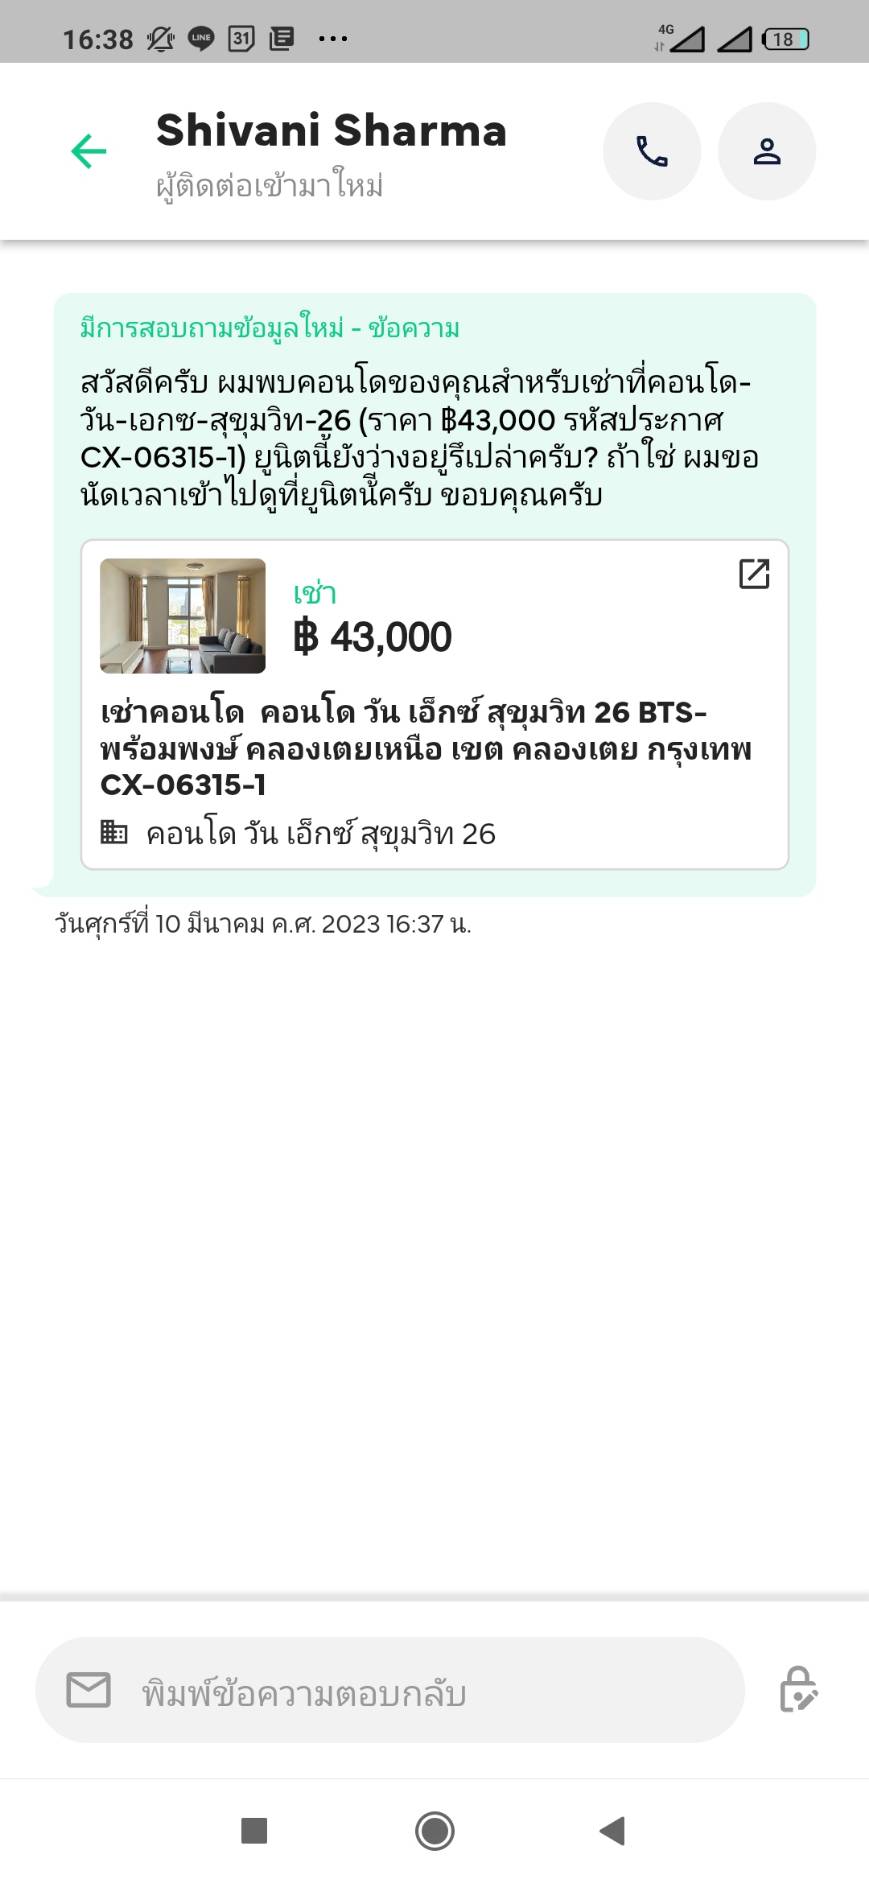 16:38
LINE
31
4G
18
Shivani Sharma
ผู้ติดต่อเข้ามาใหม่
มีการสอบถามข้อมูลใหม่ - ข้อความ
สวัสดีครับ ผมพบคอนโดของคุณสำหรับเช่าที่คอนโด-
วัน-เอกซ-สุขุมวิท-26 (ราคา ฿43,000 รหัสประกาศ
CX-06315-1) ยูนิตนี้ยังว่างอยู่รึเปล่าครับ? ถ้าใช่ ผมขอ
นัดเวลาเข้าไปดูที่ยูนิตนี้ครับ ขอบคุณครับ
เช่า
฿ 43,000
เช่าคอนโด คอนโด วัน เอ็กซ์ สุขุมวิท 26 BTS-
พร้อมพงษ์ คลองเตยเหนือ เขต คลองเตย กรุงเทพ
CX-06315-1
คอนโด วัน เอ็กซ์ สุขุมวิท 26
วันศุกร์ที่ 10 มีนาคม ค.ศ. 2023 16:37 น.
พิมพ์ข้อความตอบกลับ